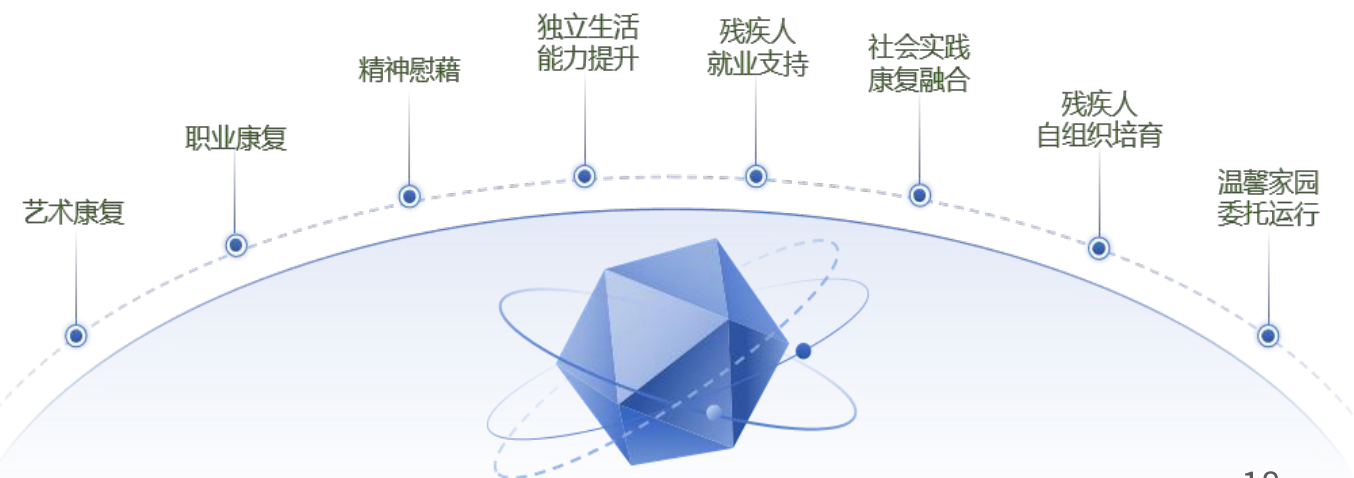 艺术康复
职业康复
精神慰藉
独立生活
能力提升
残疾人
就业支持
社会实践
康复融合
残疾人
自组织培育
温馨家园
委托运行